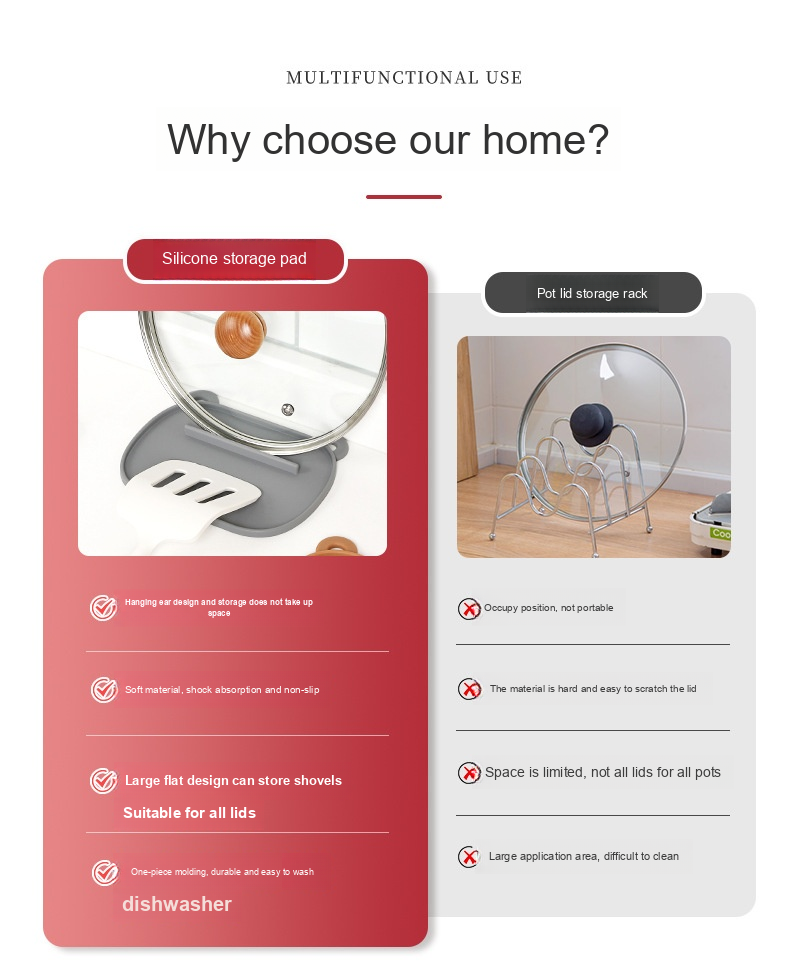 MULTIFUNCTIONAL USE
Why choose our home?
Silicone storage pad
Hanging ear design and storage does not take up
space
Soft material, shock absorption and non-slip
Large flat design can store shovels
Suitable for all lids
One-piece molding, durable and easy to wash
dishwasher
Pot lid storage rack
Coo
Occupy position, not portable
The material is hard and easy to scratch the lid
Space is limited, not all lids for all pots
Large application area, difficult to clean